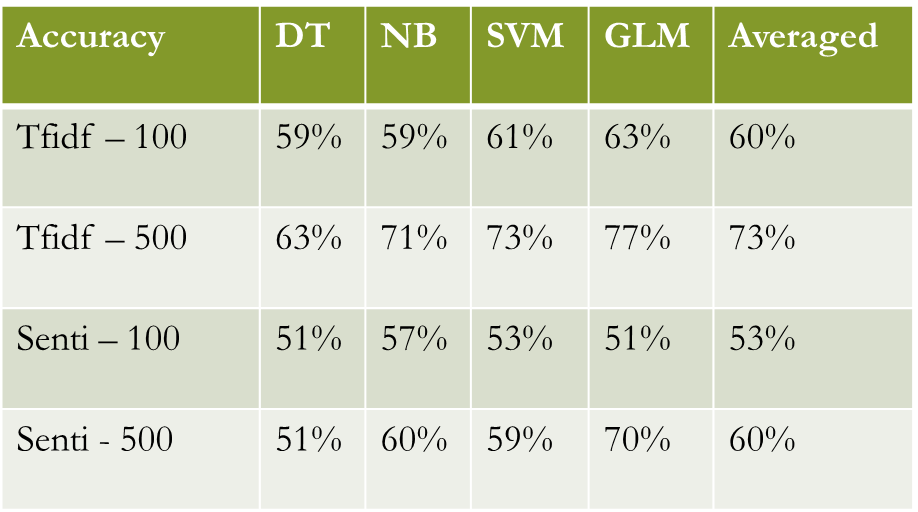 Accuracy DT NB SVM GLM Averaged
Tfidf – 100 59% 59% 61% 63% 60%
Tfidf – 500 63% 71% 73% 77% 73%
Senti – 100 51% 57% 53% 51% 53%
Senti - 500 51% 60% 59% 70% 60%